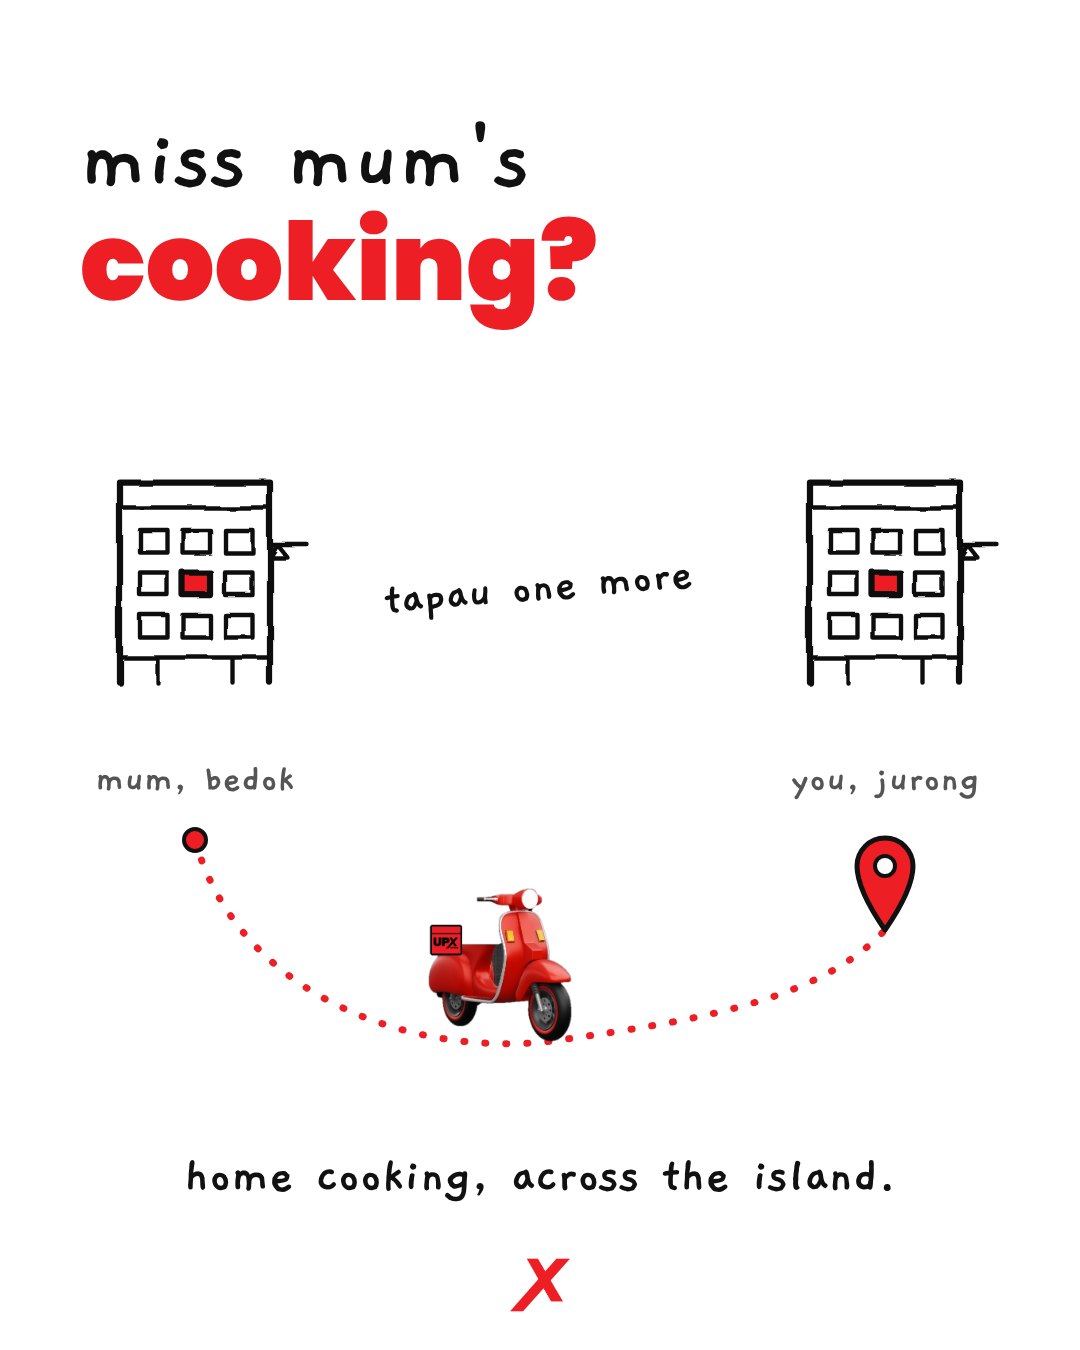 miss mum's
cooking?
tapau one more
mum, bedok
you, jurong
UPX
home cooking, across the island.
X